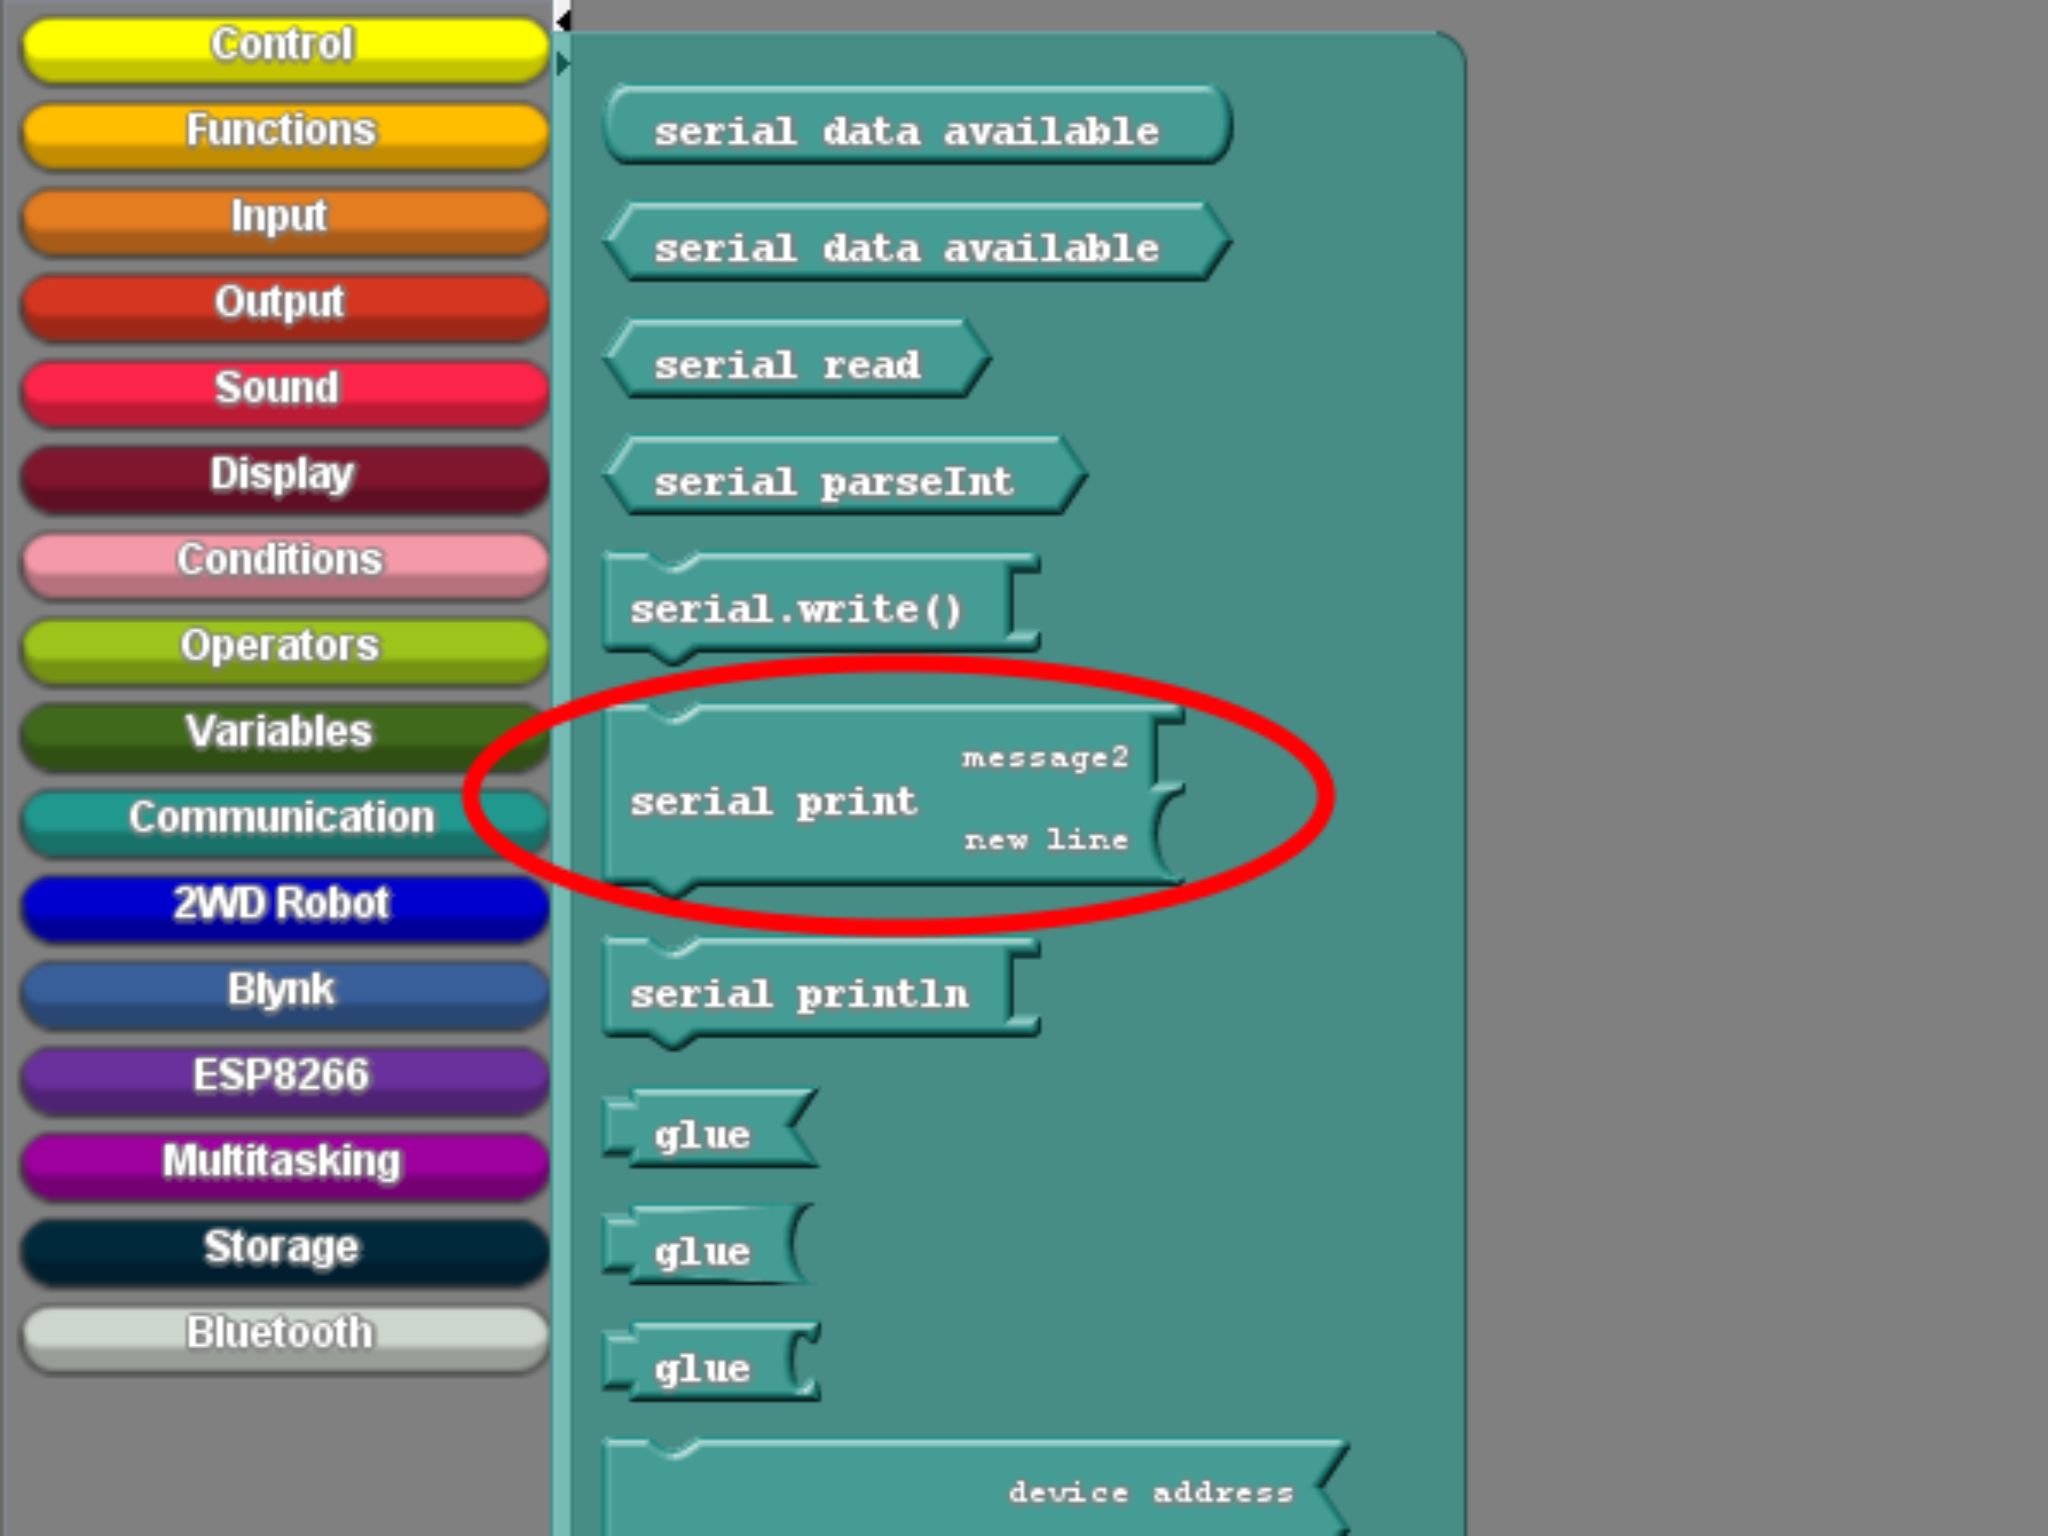 Control
Functions
Input
Output
Sound
Display
Conditions
Operators
Variables
Communication
2WD Robot
Blynk
ESP8266
Multitasking
Storage
Bluetooth
serial data available
serial data available
serial read
serial parseInt
serial.write()
message2
serial print
new line
serial println
glue
glue
glue
device address